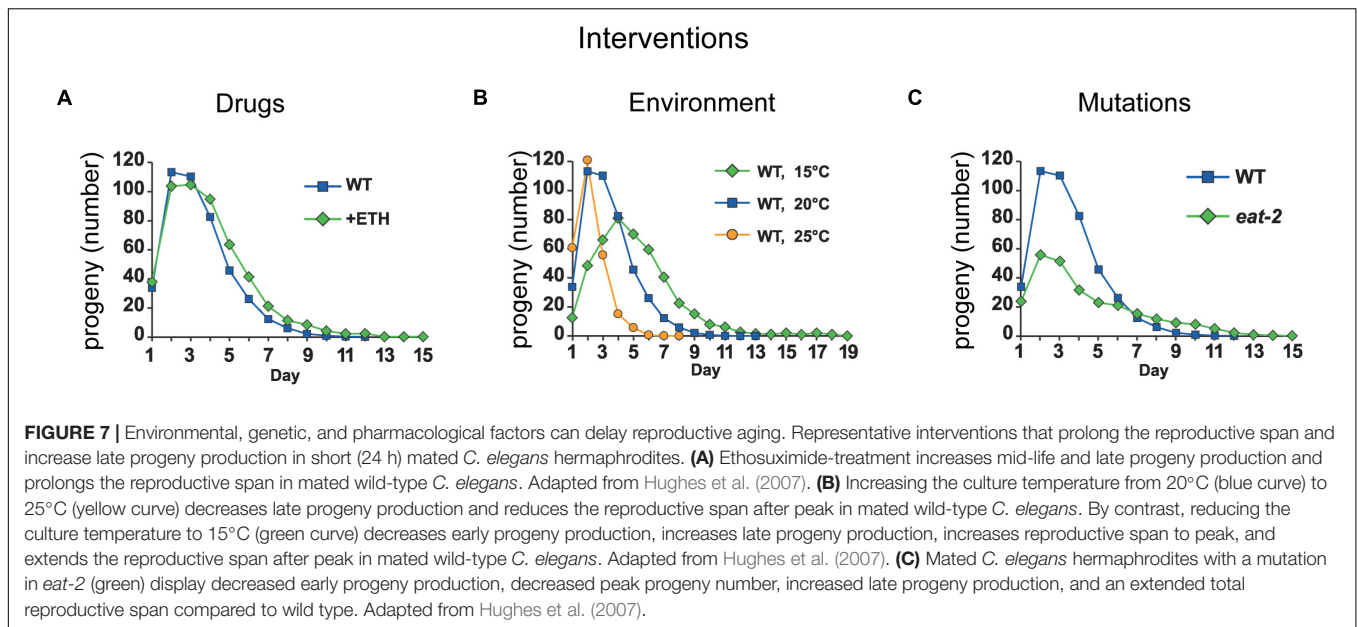 Interventions
A Drugs
progeny (number)
120
100
80
60
40
20
0
1 3 5 7 9 11 13 15
Day
WT
+ETH
B Environment
progeny (number)
120
100
80
60
40
20
0
1 3 5 7 9 11 13 15 17 19
Day
WT, 15°C
WT, 20°C
WT, 25°C
C Mutations
progeny (number)
120
100
80
60
40
20
0
1 3 5 7 9 11 13 15
Day
WT
eat-2
FIGURE 7 | Environmental, genetic, and pharmacological factors can delay reproductive aging. Representative interventions that prolong the reproductive span and
increase late progeny production in short (24 h) mated C. elegans hermaphrodites. (A) Ethosuximide-treatment increases mid-life and late progeny production and
prolongs the reproductive span in mated wild-type C. elegans. Adapted from Hughes et al. (2007). (B) Increasing the culture temperature from 20°C (blue curve) to
25°C (yellow curve) decreases late progeny production and reduces the reproductive span after peak in mated wild-type C. elegans. By contrast, reducing the
culture temperature to 15°C (green curve) decreases early progeny production, increases late progeny production, increases reproductive span to peak, and
extends the reproductive span after peak in mated wild-type C. elegans. Adapted from Hughes et al. (2007). (C) Mated C. elegans hermaphrodites with a mutation
in eat-2 (green) display decreased early progeny production, decreased peak progeny number, increased late progeny production, and an extended total
reproductive span compared to wild type. Adapted from Hughes et al. (2007).